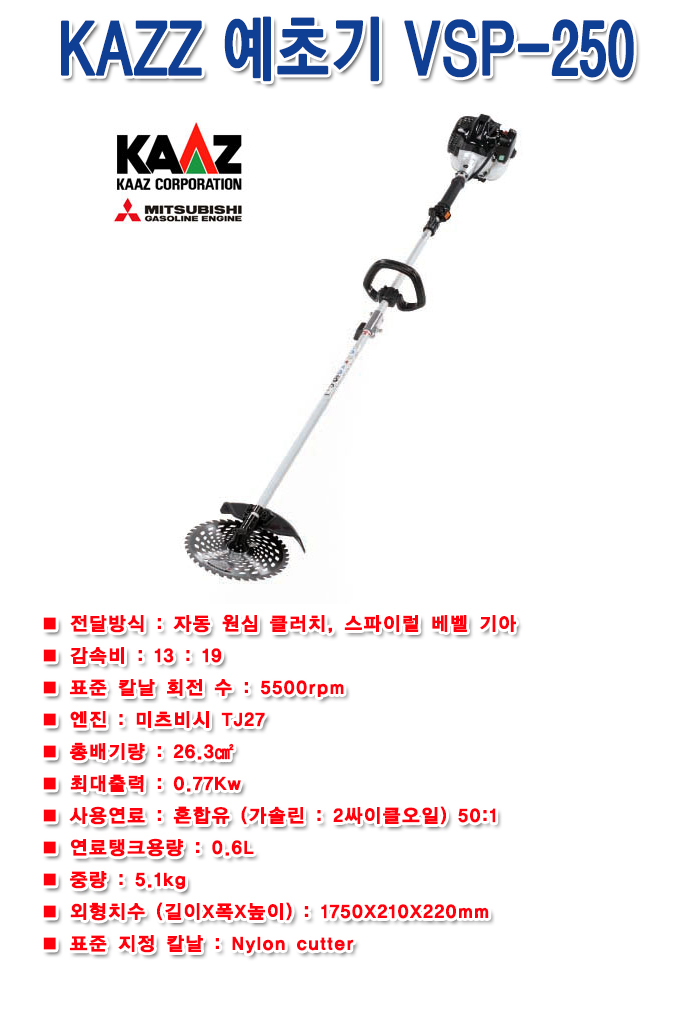 KAZZ 예초기 VSP-250
KAAZ
KAAZ CORPORATION
MITSUBISHI
GASOLINE ENGINE
■ 전달방식 : 자동 원심 클러치, 스파이럴 베벨 기아
■ 감속비 : 13 : 19
■ 표준 칼날 회전 수 : 5500rpm
■ 엔진 : 미츠비시 TJ27
■ 총배기량 : 26.3㎠
■ 최대출력 : 0.77Kw
■ 사용연료 : 혼합유 (가솔린 : 2싸이클오일) 50:1
■ 연료탱크용량 : 0.6L
■ 중량 : 5.1kg
■ 외형치수 (길이X폭X높이) : 1750X210X220mm
■ 표준 지정 칼날 : Nylon cutter